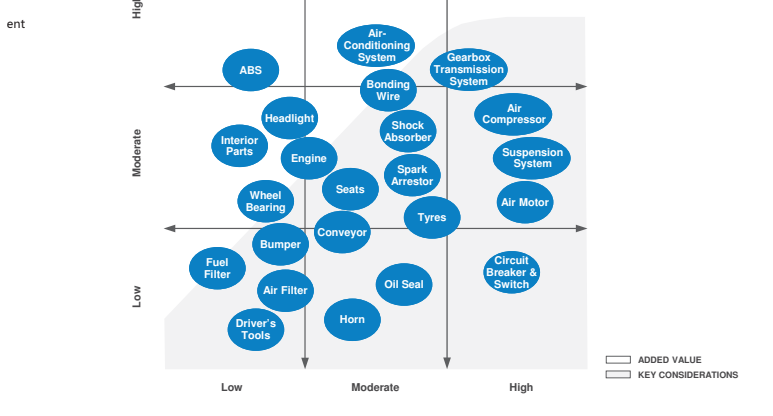 High
ent
Air-
Conditioning
System
ABS
Gearbox
Transmission
System
Bonding
Wire
Air
Compressor
Headlight
Shock
Absorber
Moderate
Interior
Parts
Engine
Suspension
System
Spark
Arrestor
Seats
Wheel
Bearing
Air Motor
Tyres
Conveyor
Bumper
Fuel
Filter
Circuit
Breaker &
Switch
Low
Air Filter
Oil Seal
Horn
Driver's
Tools
ADDED VALUE
KEY CONSIDERATIONS
Low
Moderate
High